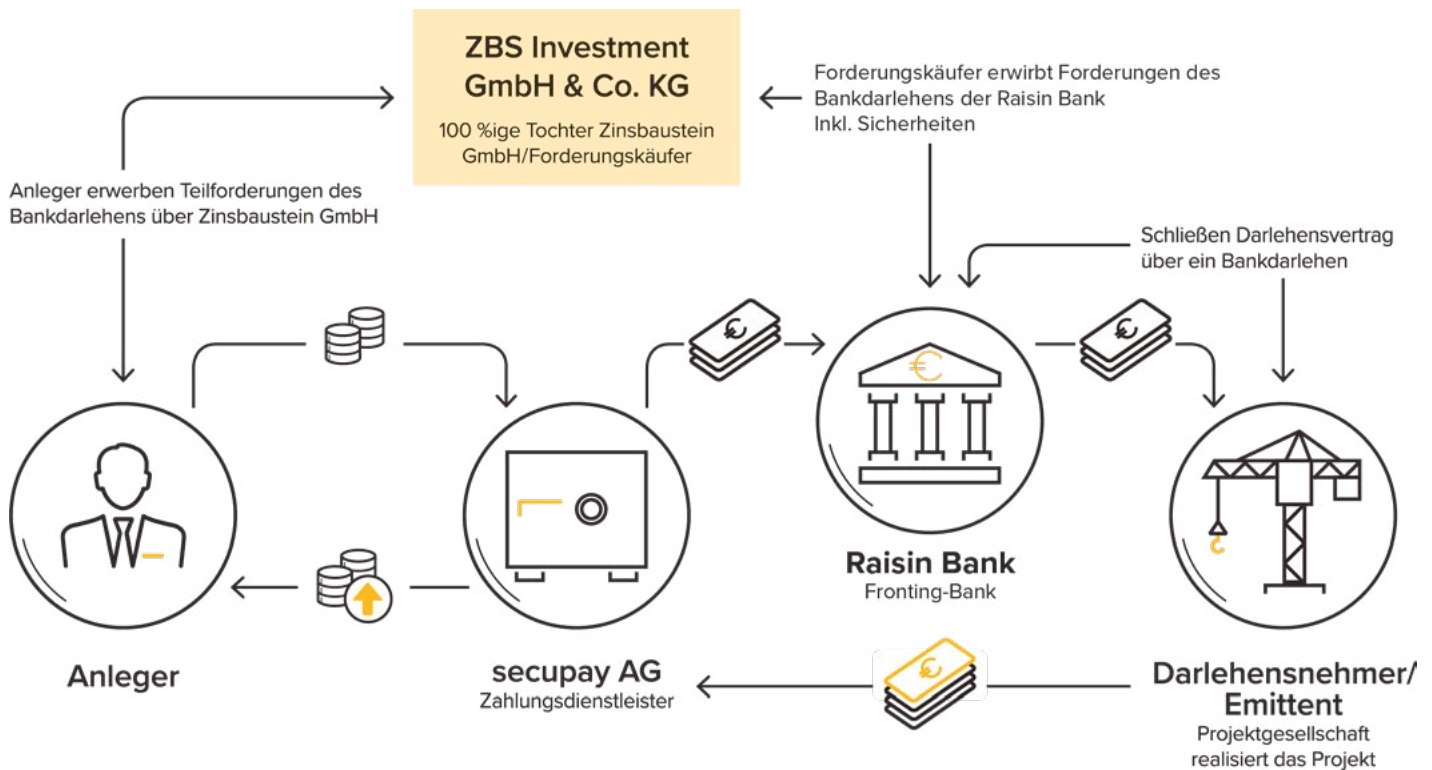 ZBS Investment
GmbH & Co. KG
100 %ige Tochter Zinsbaustein
GmbH/Forderungskäufer
Forderungskäufer erwirbt Forderungen des
Bankdarlehens der Raisin Bank
Inkl. Sicherheiten
Anleger erwerben Teilforderungen des
Bankdarlehens über Zinsbaustein GmbH
Schließen Darlehensvertrag
über ein Bankdarlehen
€
€
€
Raisin Bank
Fronting-Bank
Anleger
secupay AG
Zahlungsdienstleister
€
Darlehensnehmer/
Emittent
Projektgesellschaft
realisiert das Projekt